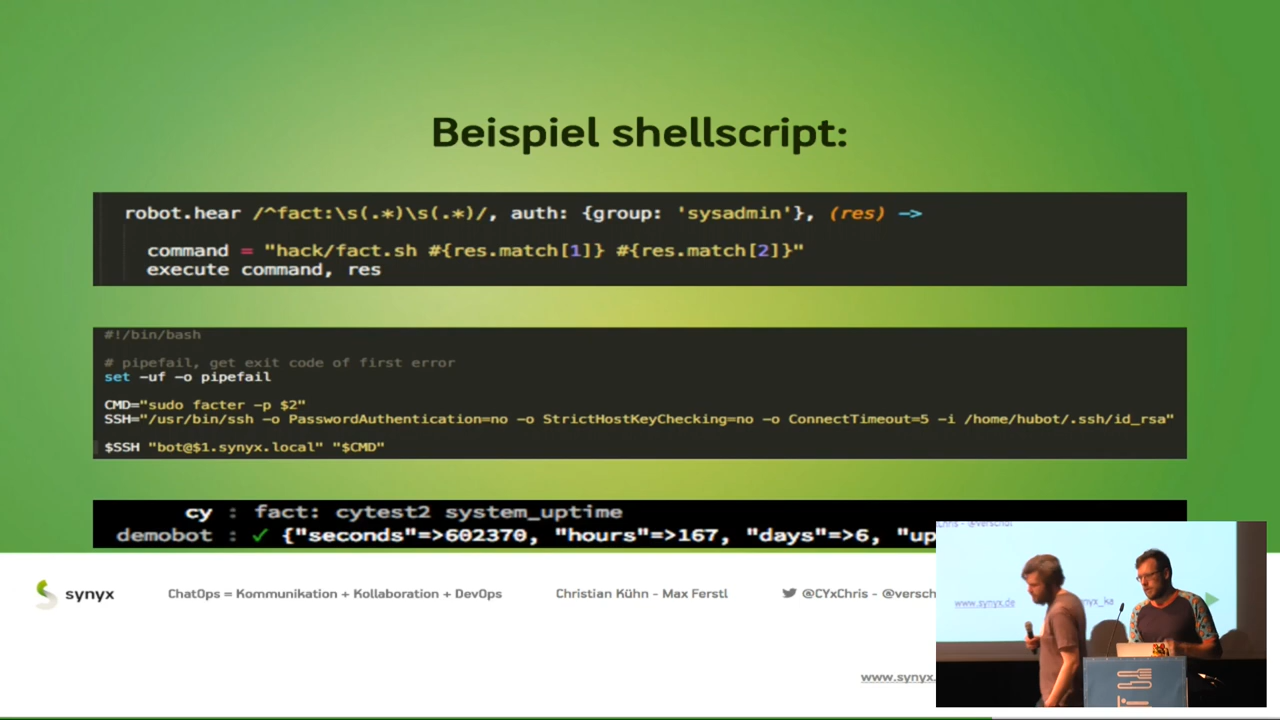 Beispiel shellscript:
robot.hear /^fact:\s(.*)\s(.*)/, auth: {group: 'sysadmin'}, (res) ->
command = "hack/fact.sh #{res.match[1]} #{res.match[2]}"
execute command, res
#!/bin/bash
# pipefail, get exit code of first error
set -uf -o pipefail
CMD="sudo facter -p $2"
SSH="/usr/bin/ssh -o PasswordAuthentication=no -o StrictHostKeyChecking=no -o ConnectTimeout=5 -i /home/hubot/.ssh/id_rsa"
$SSH "bot@$1.synyx.local" "$CMD"
cy : fact: cytest2 system_uptime
demobot : ✓ {"seconds"=>602370, "hours"=>167, "days"=>6, "up
synyx
ChatOps = Kommunikation + Kollaboration + DevOps
Christian Kühn - Max Ferstl
@CYxChris - @versch
www.synyx.
www.synyx.de